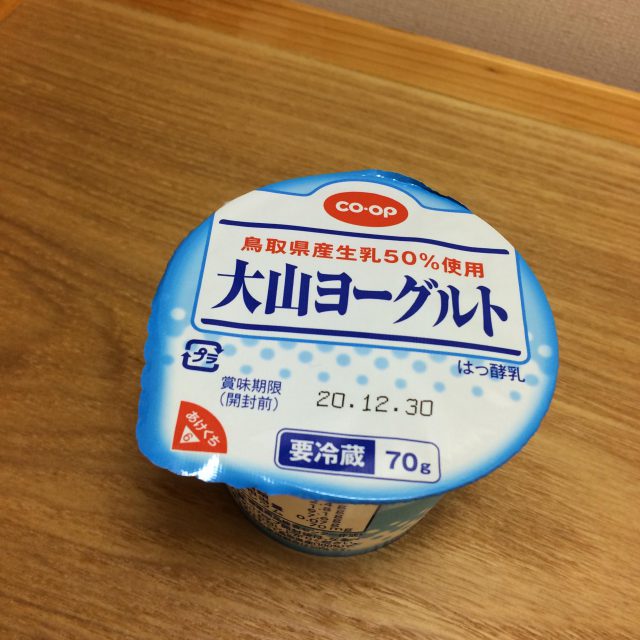 CO·OP
鳥取県産生乳50%使用
大山ヨーグルト
はっ酵乳
プラ
賞味期限
(開封前)
20.12.30
あけくち
6
要冷蔵 70g